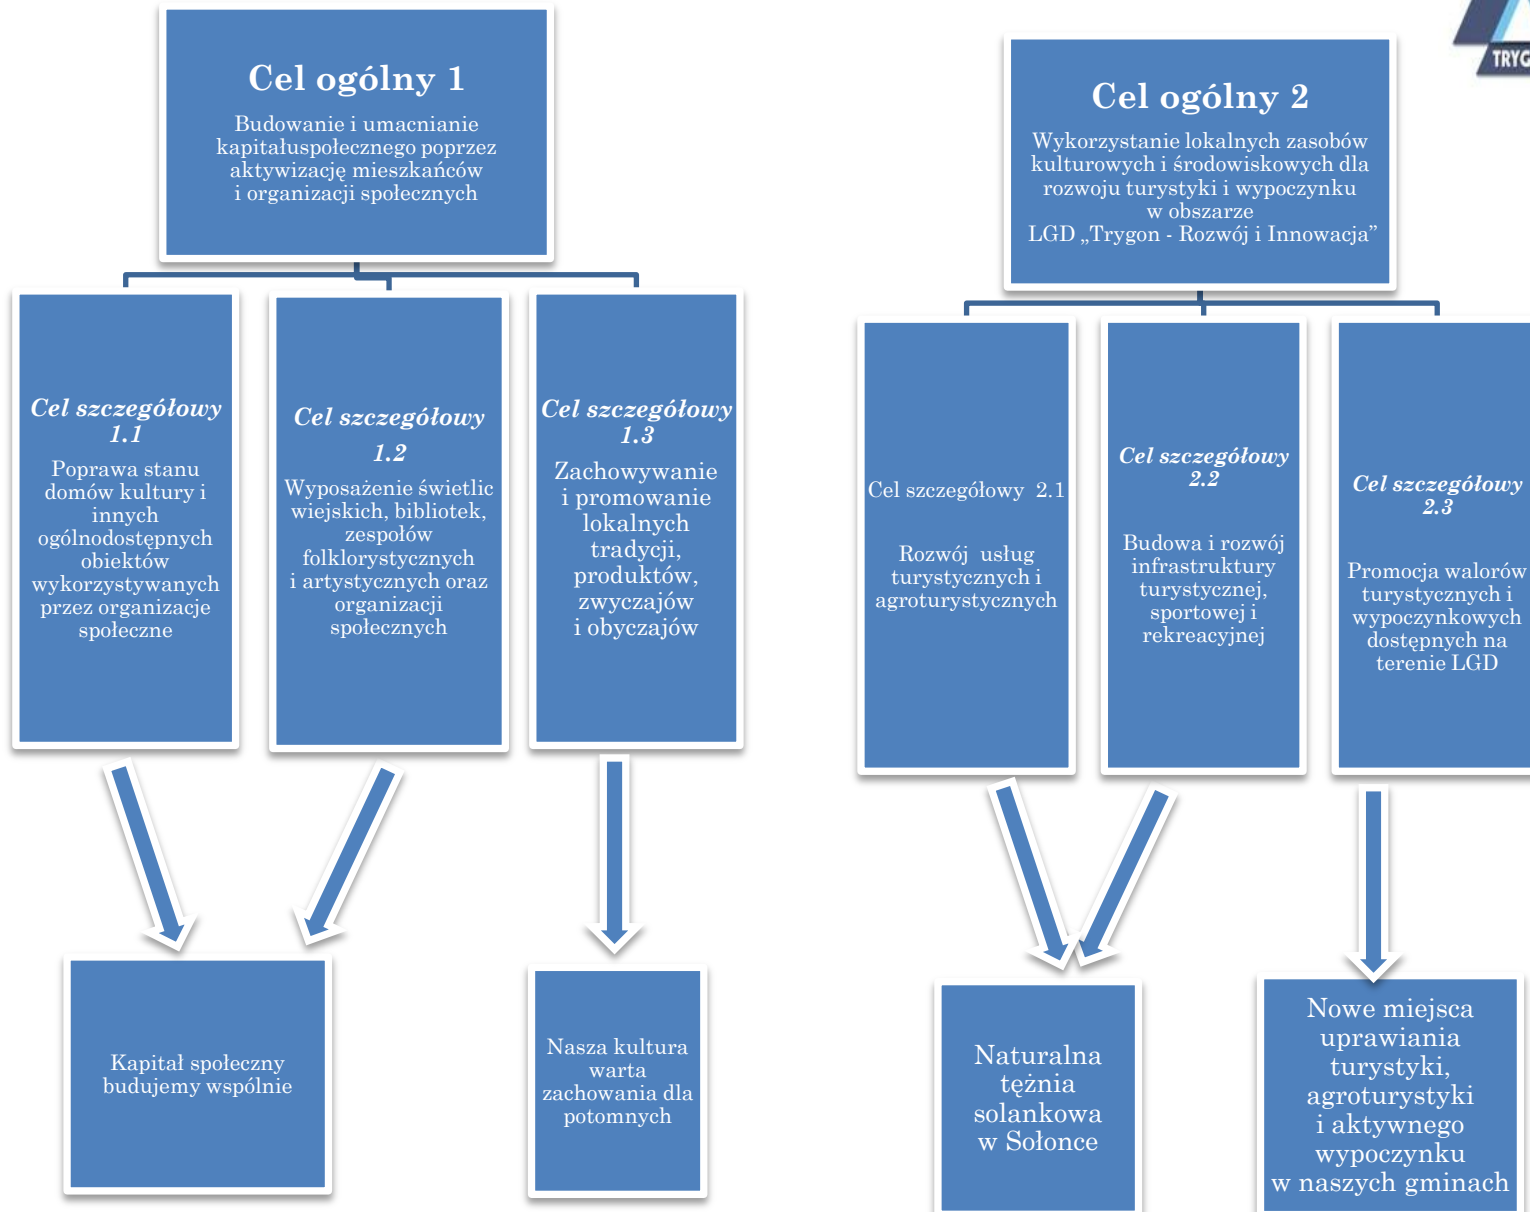 Cel ogólny 1
Budowanie i umacnianie
kapitałuspołecznego poprzez
aktywizację mieszkańców
i organizacji społecznych
Cel szczegółowy
1.1
Poprawa stanu
domów kultury i
innych
ogólnodostępnych
obiektów
wykorzystywanych
przez organizacje
społeczne
Cel szczegółowy
1.2
Wyposażenie świetlic
wiejskich, bibliotek,
zespołów
folklorystycznych
i artystycznych oraz
organizacji
społecznych
Cel szczegółowy
1.3
Zachowywanie
i promowanie
lokalnych
tradycji,
produktów,
zwyczajów
i obyczajów
Kapitał społeczny
budujemy wspólnie
Nasza kultura
warta
zachowania dla
potomnych
Cel ogólny 2
Wykorzystanie lokalnych zasobów
kulturowych i środowiskowych dla
rozwoju turystyki i wypoczynku
w obszarze
LGD „Trygon - Rozwój i Innowacja”
Cel szczegółowy 2.1
Rozwój usług
turystycznych i
agroturystycznych
Cel szczegółowy
2.2
Budowa i rozwój
infrastruktury
turystycznej,
sportowej i
rekreacyjnej
Cel szczegółowy
2.3
Promocja walorów
turystycznych i
wypoczynkowych
dostępnych na
terenie LGD
Naturalna
tężnia
solankowa
w Sołonce
Nowe miejsca
uprawiania
turystyki,
agroturystyki
i aktywnego
wypoczynku
w naszych gminach